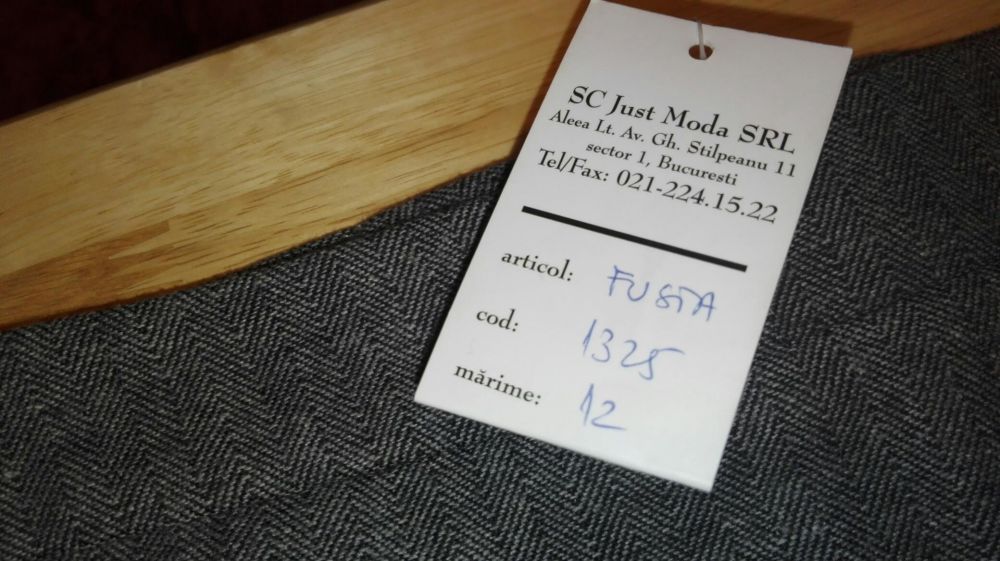 SC Just Moda SRL
Aleea Lt. Av. Gh. Stilpeanu 11
sector 1, Bucuresti
Tel/Fax: 021-224.15.22
articol: FUSTA
cod: 1325
mărime: 12